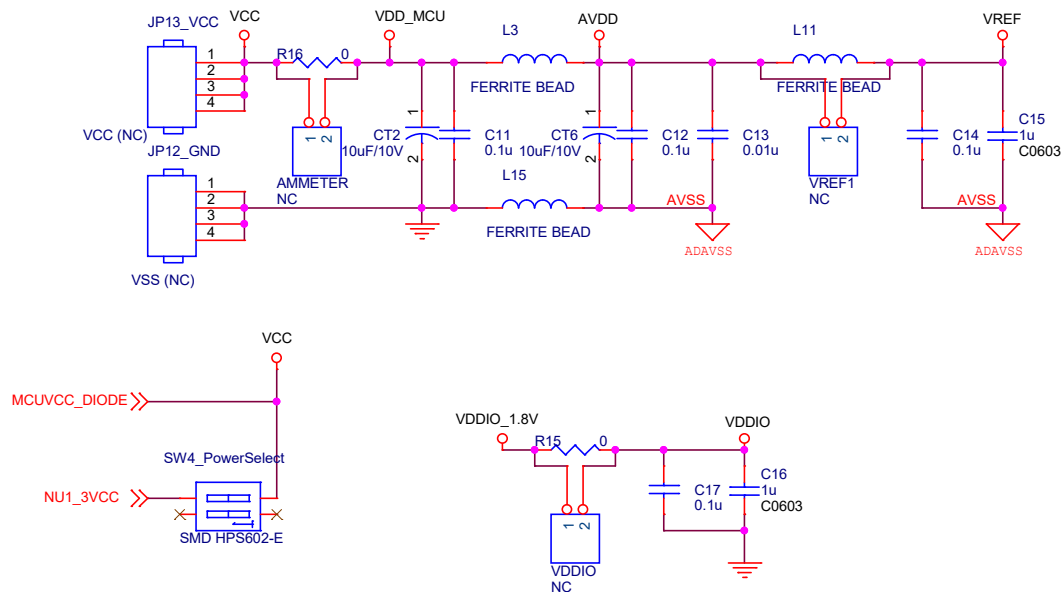 JP13_VCC
VCC
VDD_MCU
L3
AVDD
L11
VREF
1
2
3
4
R16
0
FERRITE BEAD
FERRITE BEAD
VCC (NC)
1
2
AMMETER
NC
1
CT2
10uF/10V
2
C11
0.1u
1
CT6
10uF/10V
2
C12
0.1u
C13
0.01u
1
2
VREF1
NC
C14
0.1u
C15
1u
C0603
JP12_GND
1
2
3
4
VSS (NC)
L15
FERRITE BEAD
AVSS
ADAVSS
AVSS
ADAVSS
VCC
MCUVCC_DIODE
SW4_PowerSelect
NU1_3VCC
SMD HPS602-E
VDDIO_1.8V
R15
0
VDDIO
1
2
VDDIO
NC
C17
0.1u
C16
1u
C0603